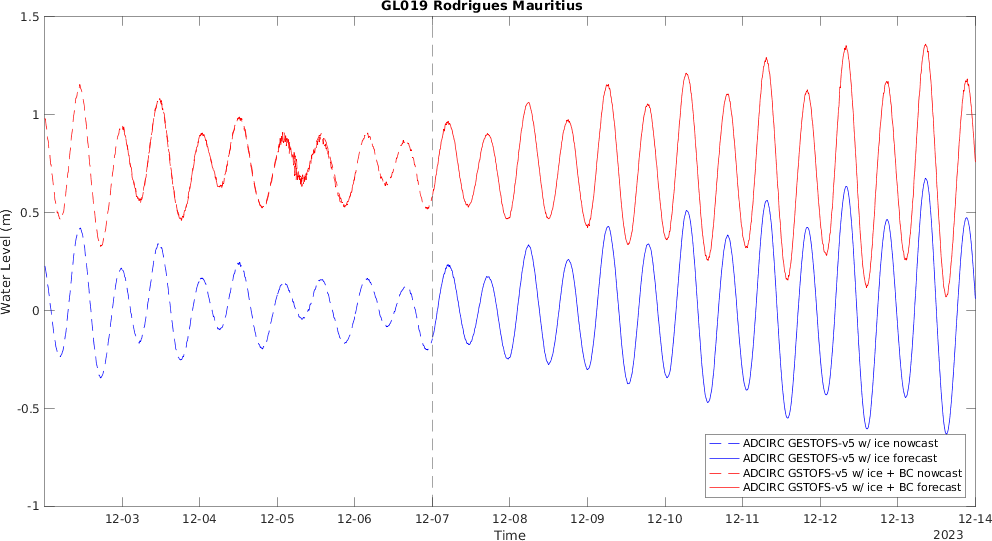 GL019 Rodrigues Mauritius
1.5
1
0.5
0
-0.5
-1
Water Level (m)
ADCIRC GESTOFS-v5 w/ ice nowcast
ADCIRC GESTOFS-v5 w/ ice forecast
ADCIRC GSTOFS-v5 w/ ice + BC nowcast
ADCIRC GSTOFS-v5 w/ ice + BC forecast
12-03 12-04 12-05 12-06 12-07 12-08 12-09 12-10 12-11 12-12 12-13 12-14
Time
2023